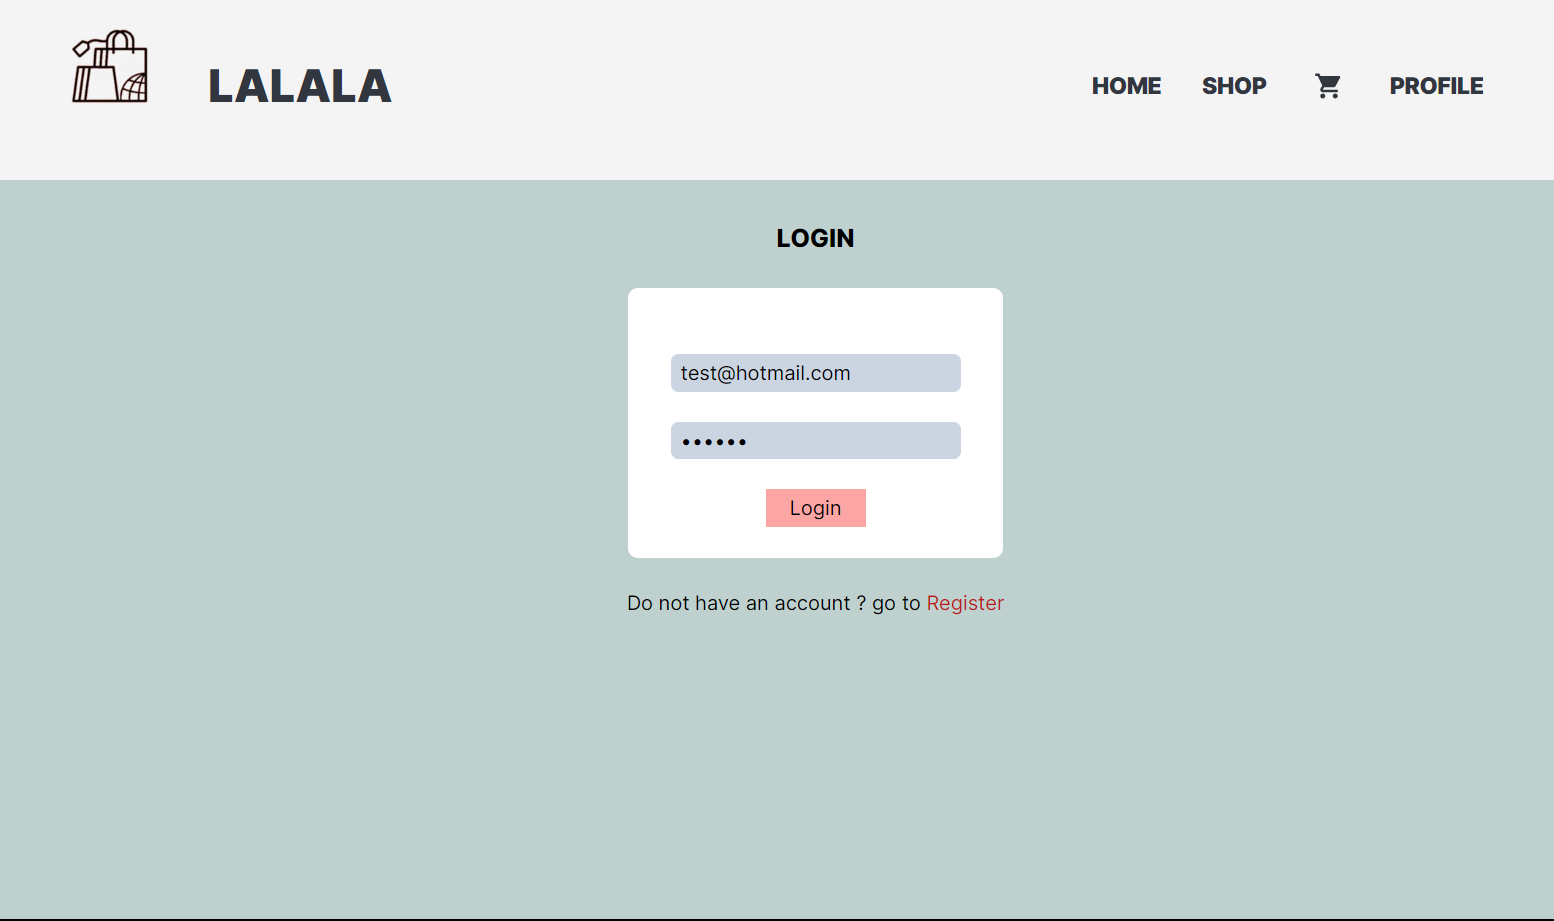 LALALA
HOME SHOP PROFILE
LOGIN
test@hotmail.com
••••••
Login
Do not have an account ? go to Register